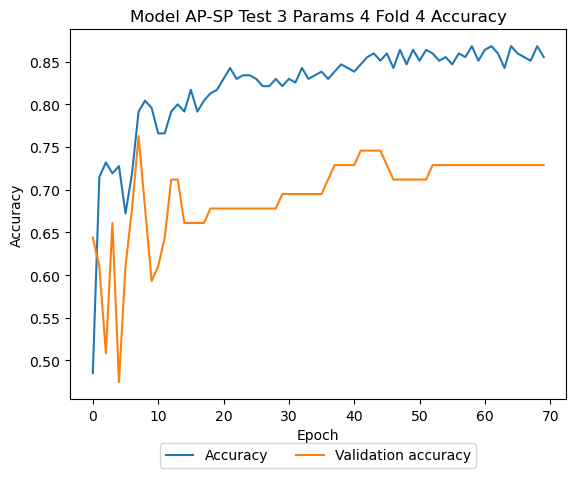 Model AP-SP Test 3 Params 4 Fold 4 Accuracy
Accuracy
0.85
0.80
0.75
0.70
0.65
0.60
0.55
0.50
0 10 20 30 40 50 60 70
Epoch
Accuracy Validation accuracy